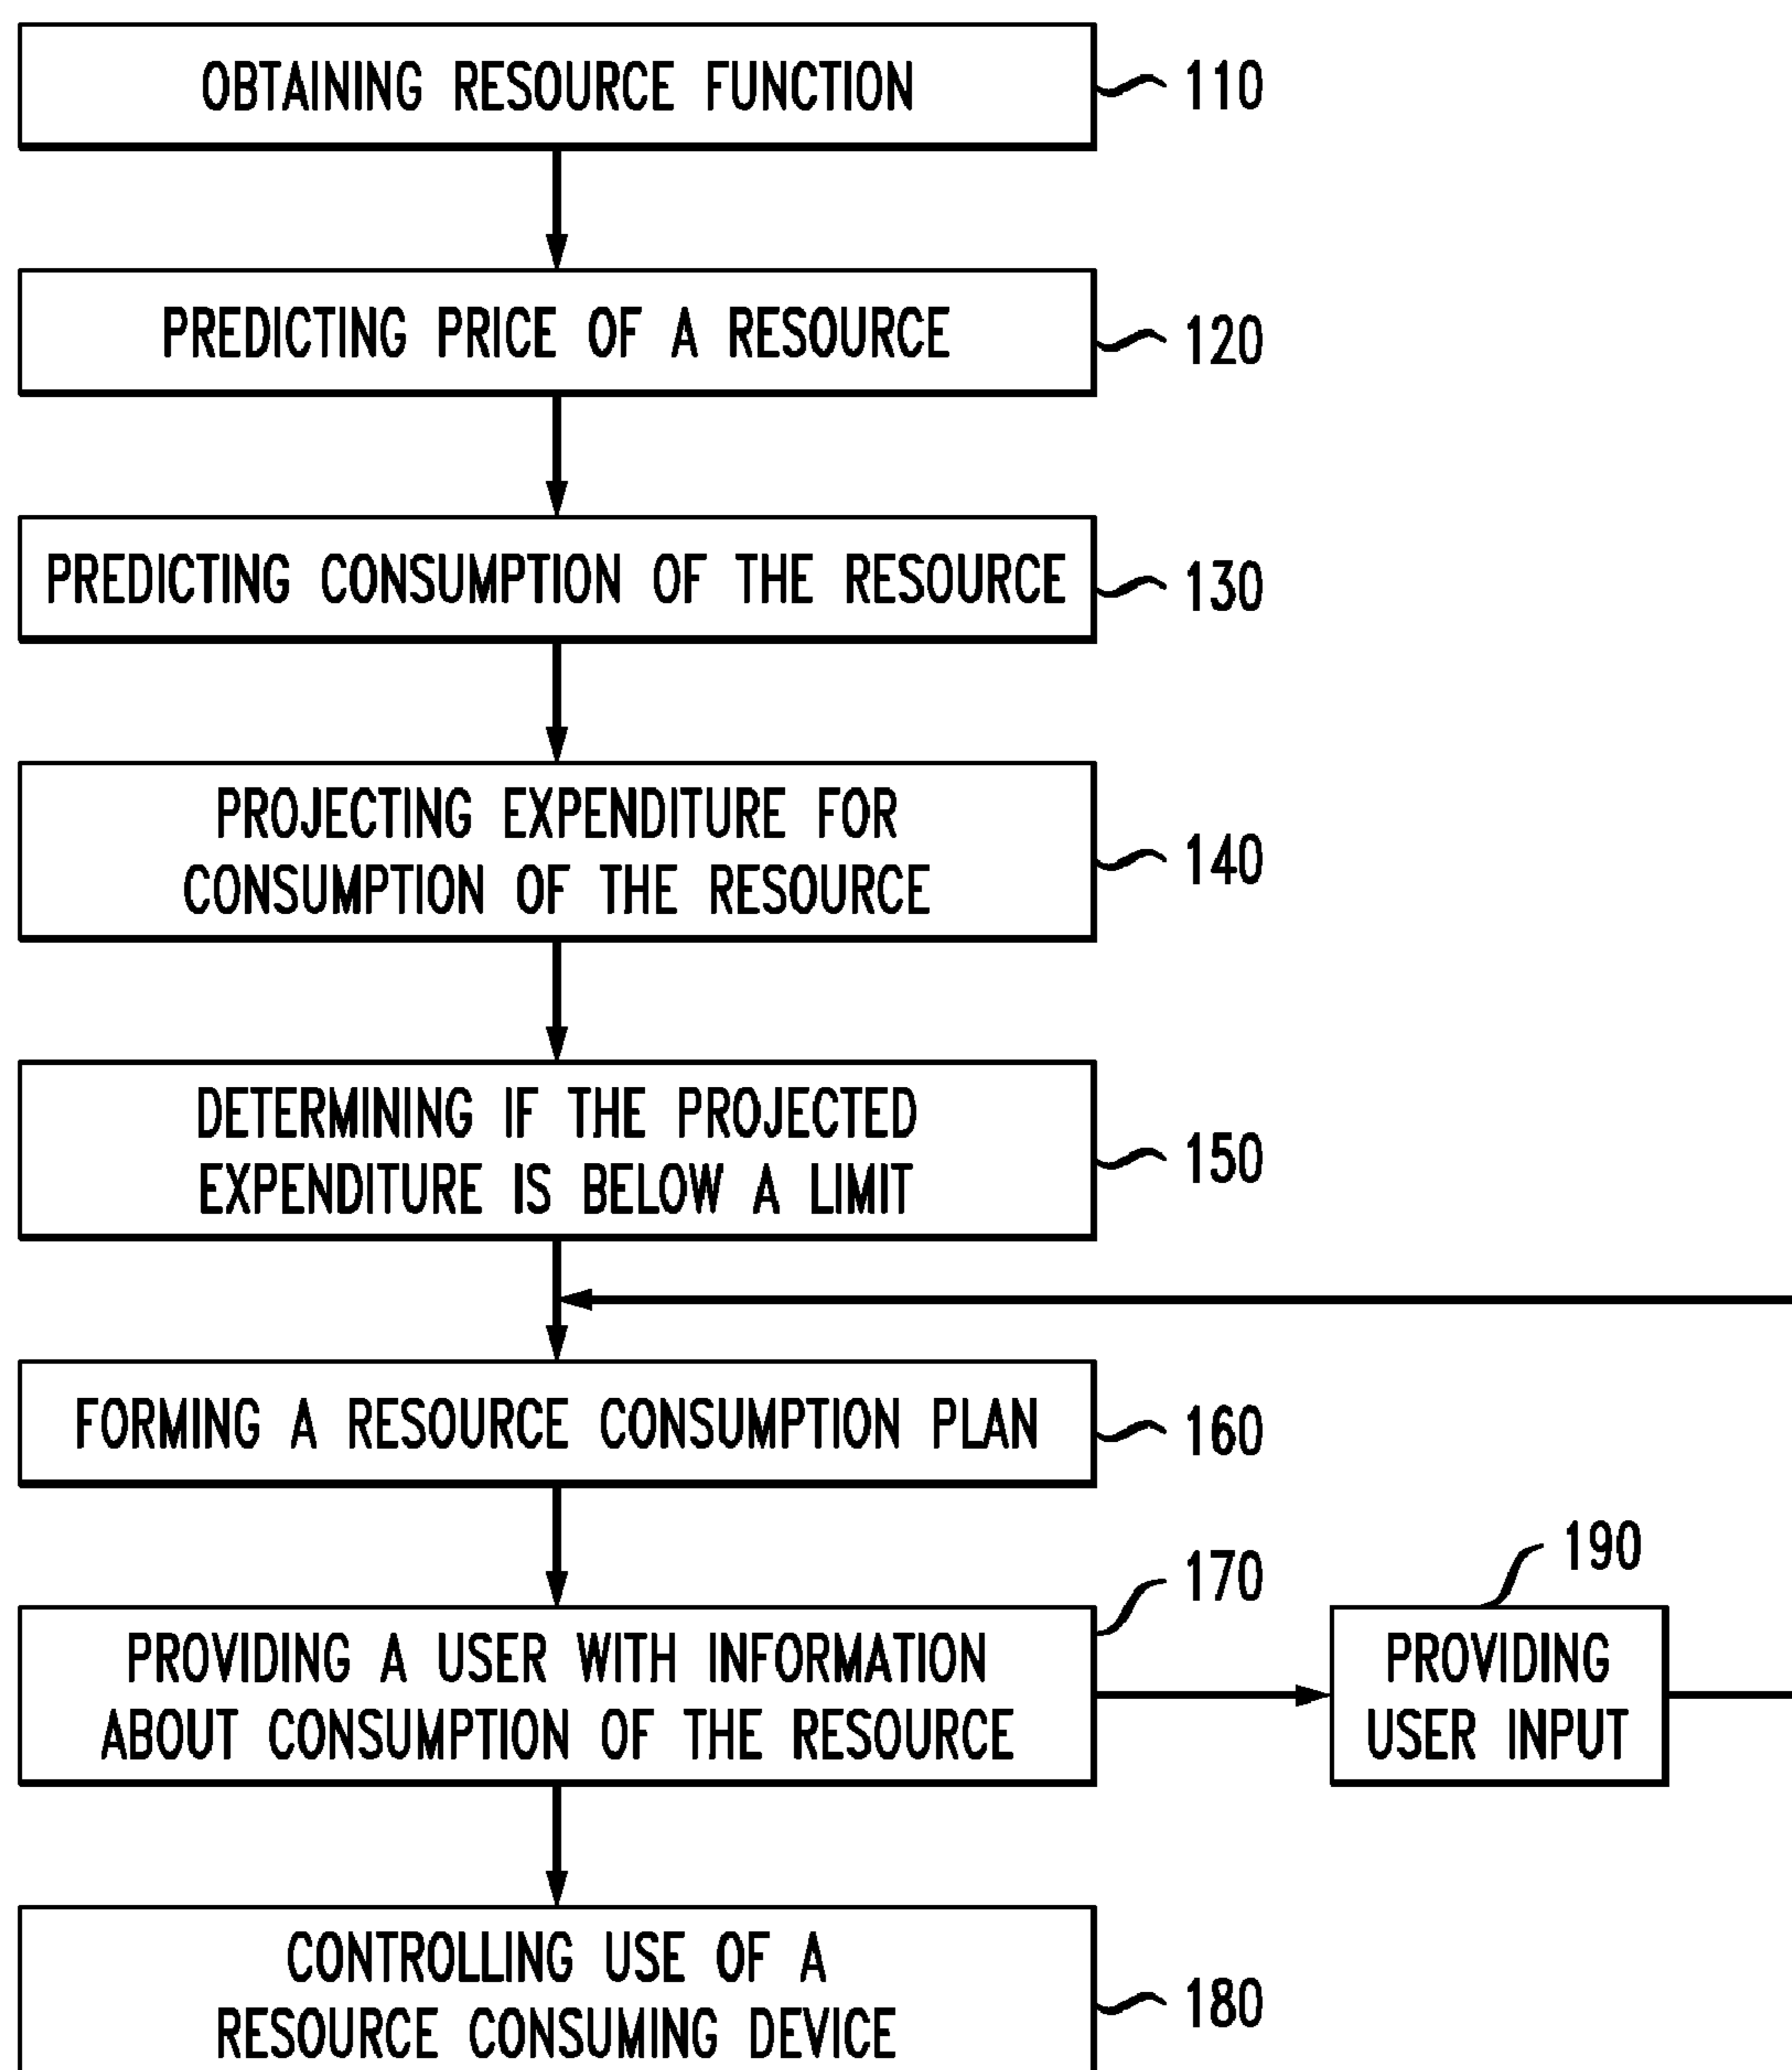 OBTAINING RESOURCE FUNCTION
110
PREDICTING PRICE OF A RESOURCE
120
PREDICTING CONSUMPTION OF THE RESOURCE
130
PROJECTING EXPENDITURE FOR
CONSUMPTION OF THE RESOURCE
140
DETERMINING IF THE PROJECTED
EXPENDITURE IS BELOW A LIMIT
150
FORMING A RESOURCE CONSUMPTION PLAN
160
PROVIDING A USER WITH INFORMATION
ABOUT CONSUMPTION OF THE RESOURCE
170
190
PROVIDING
USER INPUT
CONTROLLING USE OF A
RESOURCE CONSUMING DEVICE
180